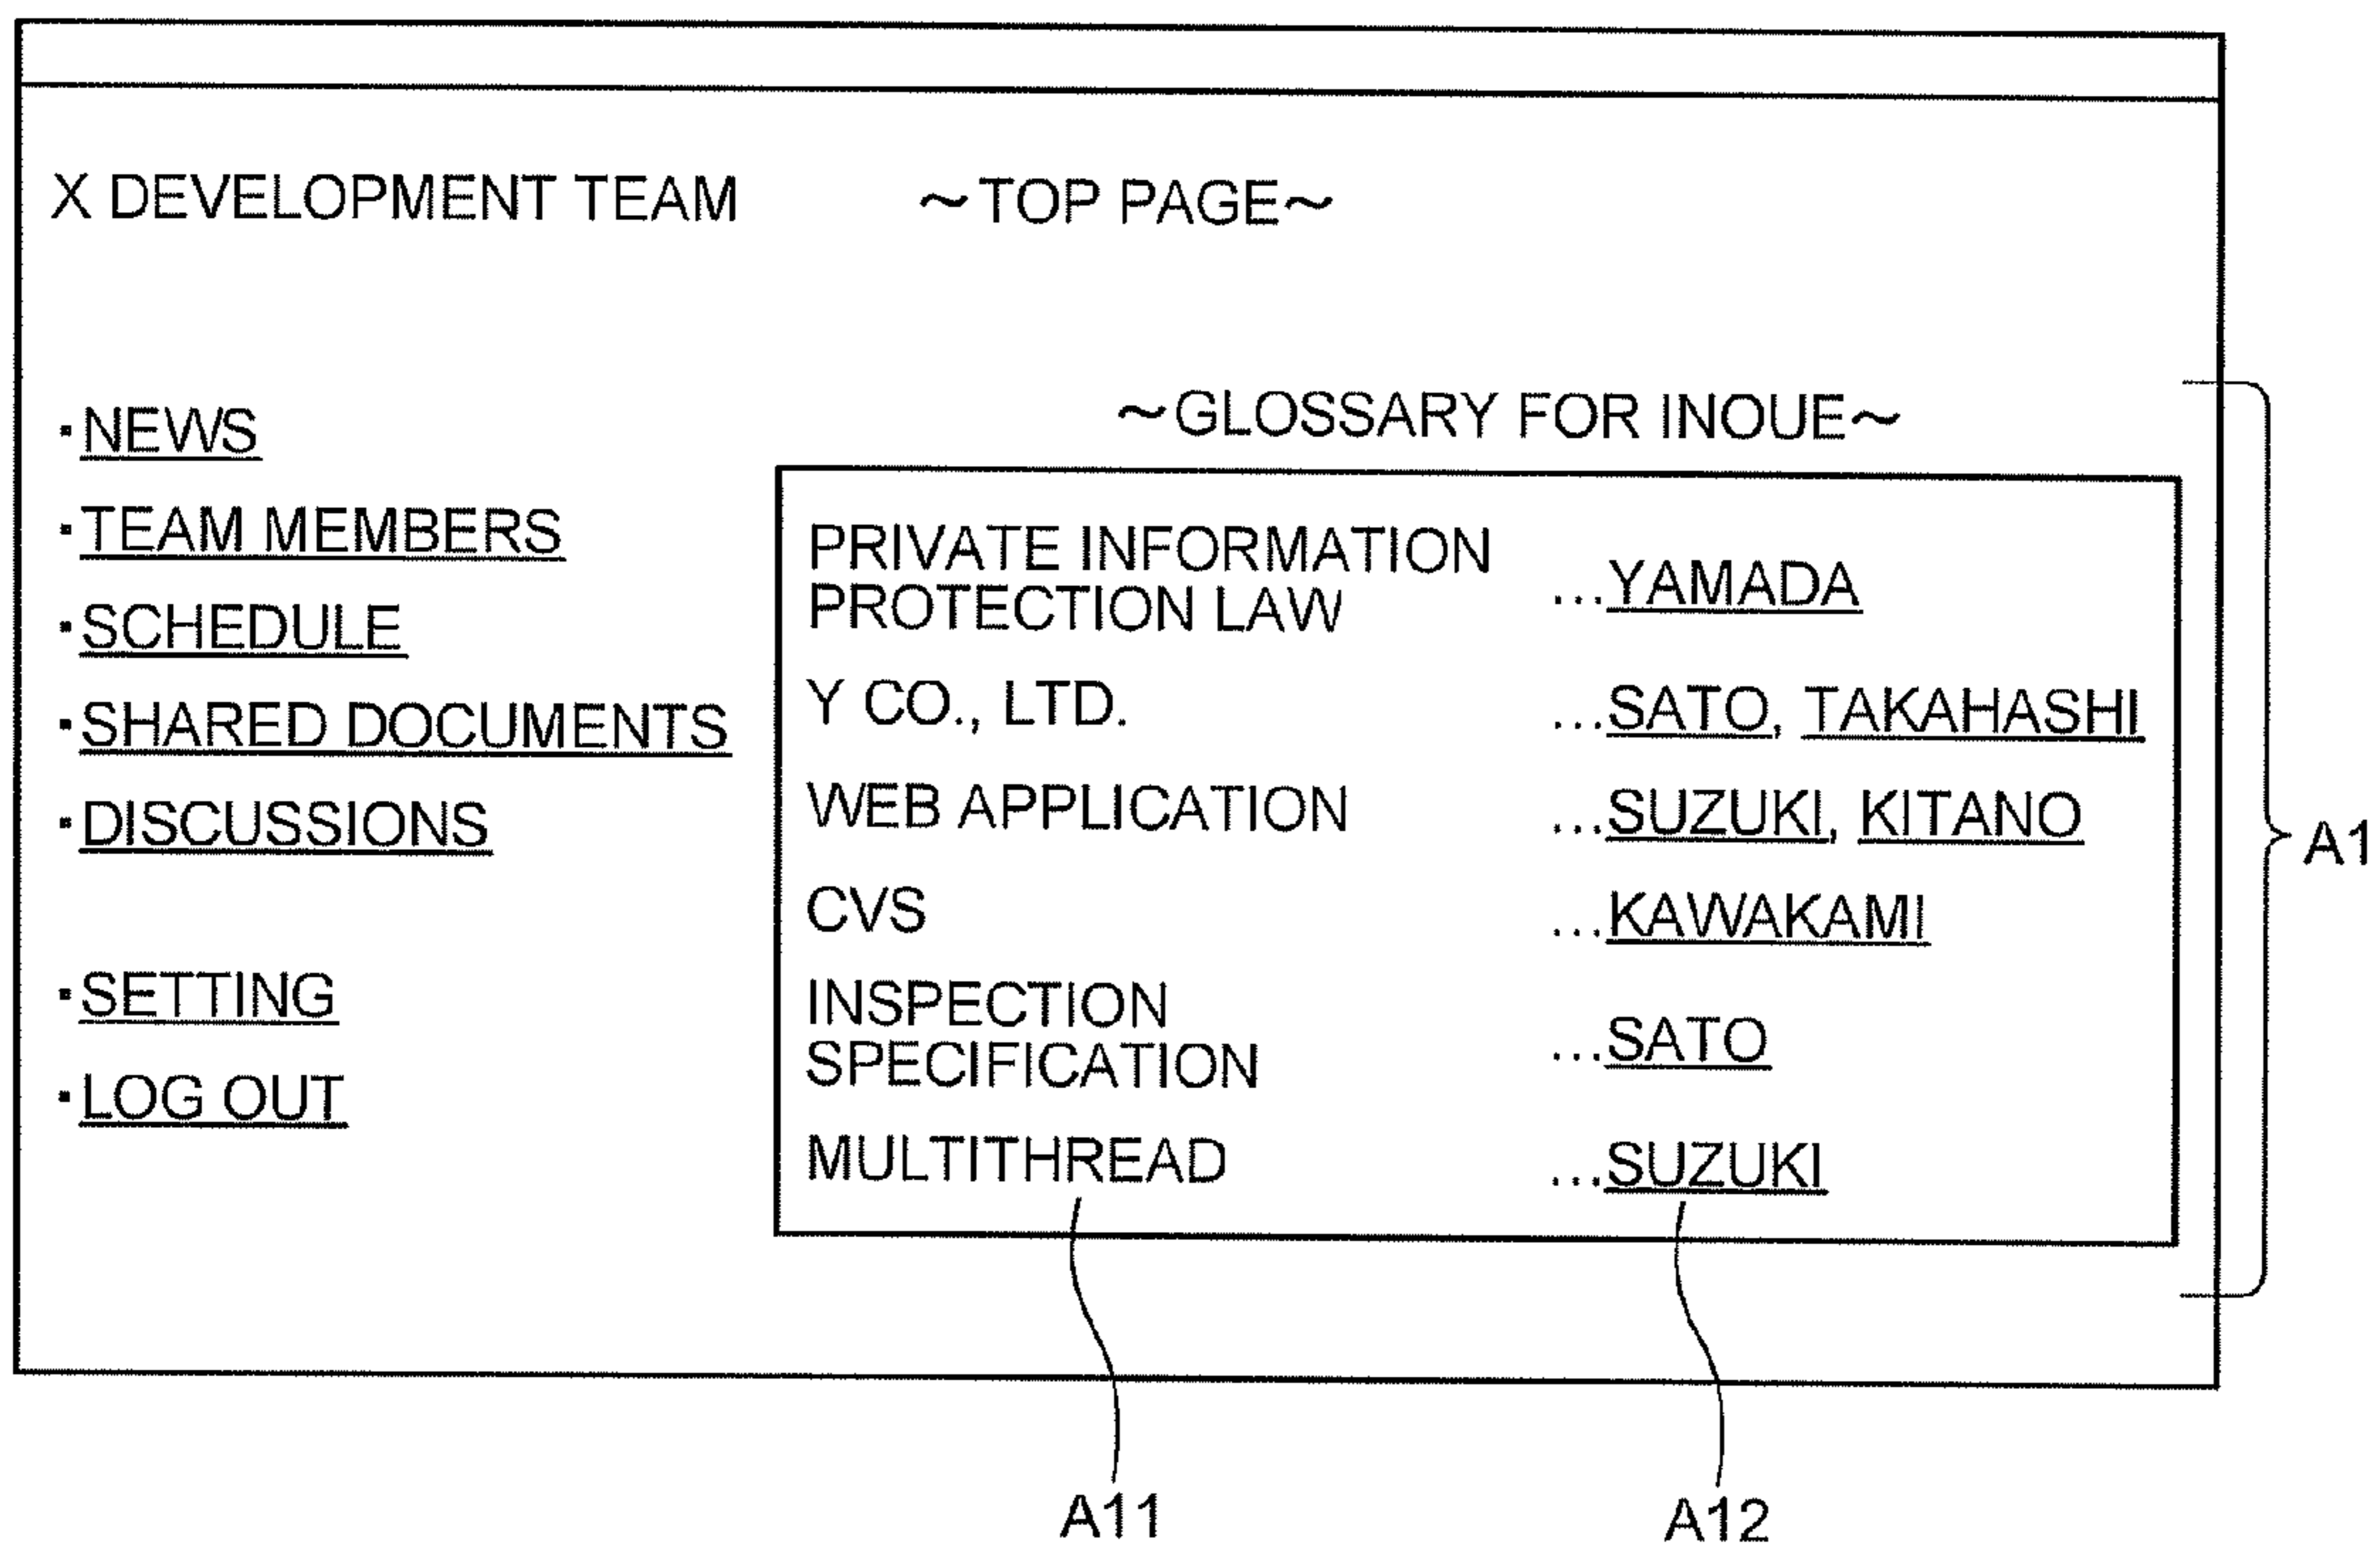 X DEVELOPMENT TEAM ~TOP PAGE~
·NEWS
·TEAM MEMBERS
·SCHEDULE
·SHARED DOCUMENTS
·DISCUSSIONS
·SETTING
·LOG OUT
~GLOSSARY FOR INOUE~
PRIVATE INFORMATION
PROTECTION LAW ...YAMADA
Y CO., LTD. ...SATO, TAKAHASHI
WEB APPLICATION ...SUZUKI, KITANO
CVS ...KAWAKAMI
INSPECTION
SPECIFICATION ...SATO
MULTITHREAD ...SUZUKI
A1
A11 A12